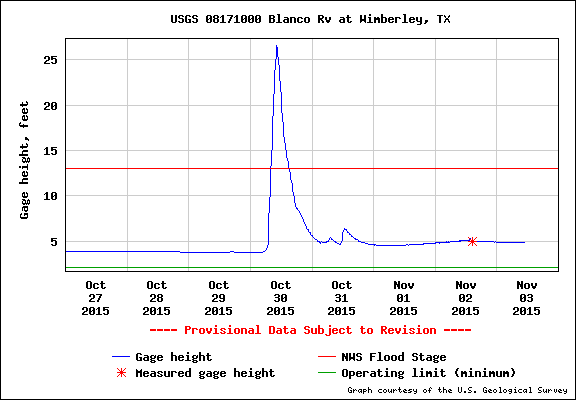 USGS 08171000 Blanco Rv at Wimberley, TX
Gage height, feet
25
20
15
10
5
Oct 27 2015
Oct 28 2015
Oct 29 2015
Oct 30 2015
Oct 31 2015
Nov 01 2015
Nov 02 2015
Nov 03 2015
---- Provisional Data Subject to Revision ----
Gage height
NWS Flood Stage
Measured gage height
Operating limit (minimum)
Graph courtesy of the U.S. Geological Survey